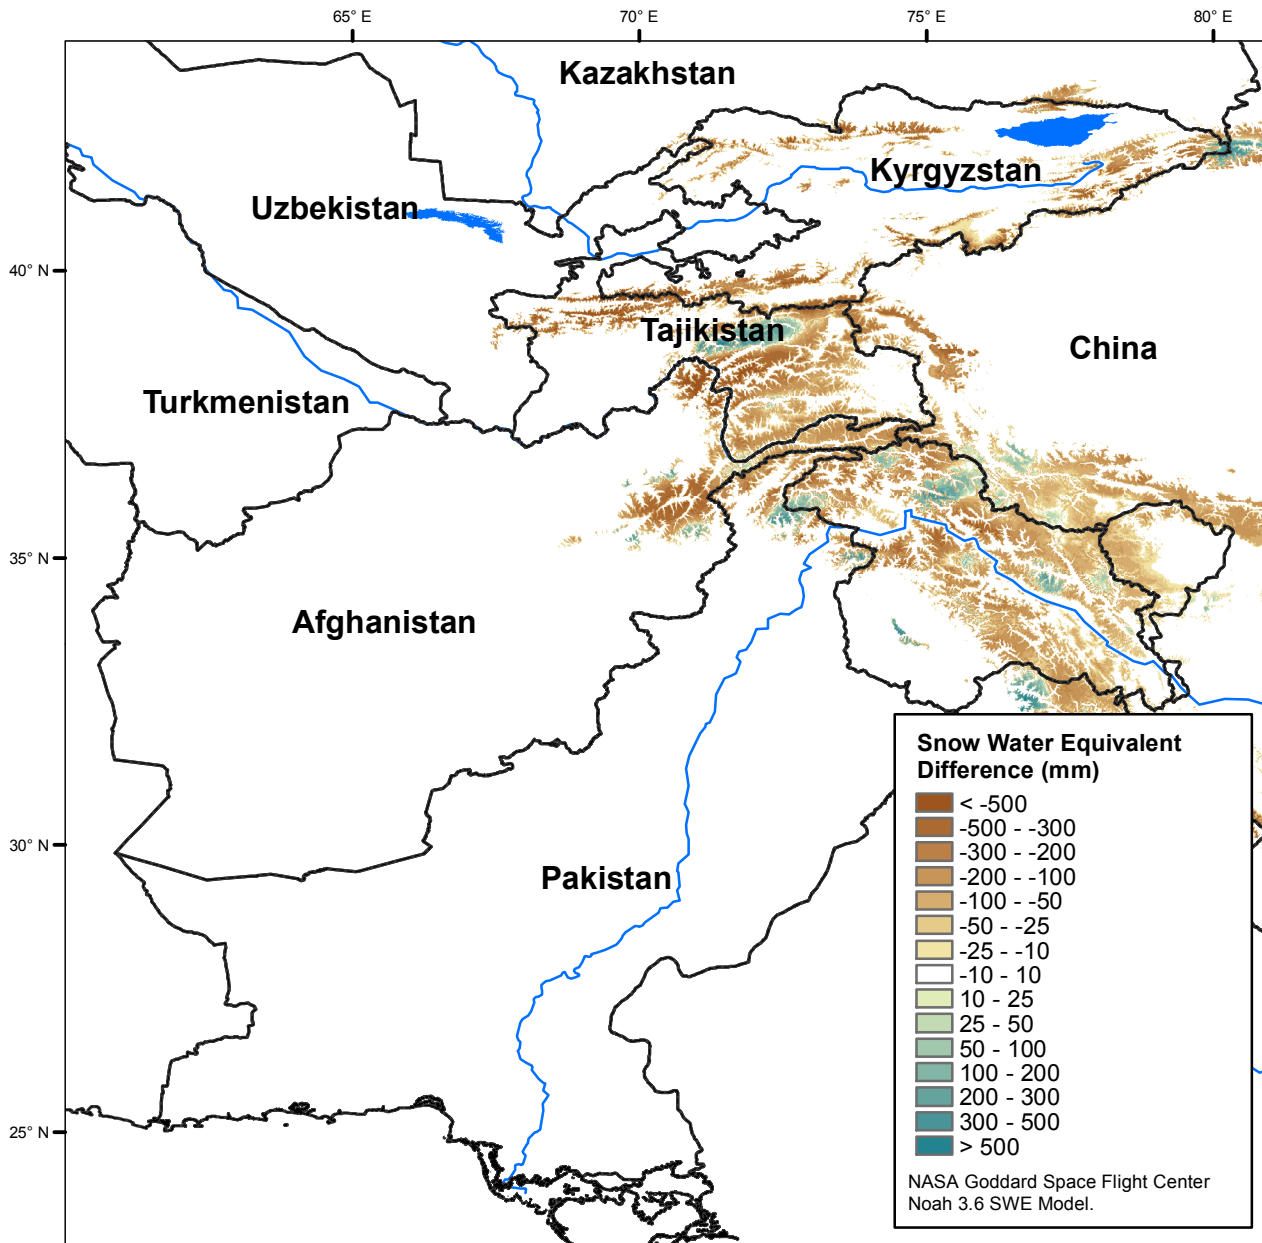 65° E
70° E
75° E
80° E
Kazakhstan
Kyrgyzstan
Uzbekistan
40° N
Tajikistan
China
Turkmenistan
35° N
Afghanistan
30° N
Pakistan
25° N
Snow Water Equivalent
Difference (mm)
< -500
-500 - -300
-300 - -200
-200 - -100
-100 - -50
-50 - -25
-25 - -10
-10 - 10
10 - 25
25 - 50
50 - 100
100 - 200
200 - 300
300 - 500
> 500
NASA Goddard Space Flight Center
Noah 3.6 SWE Model.